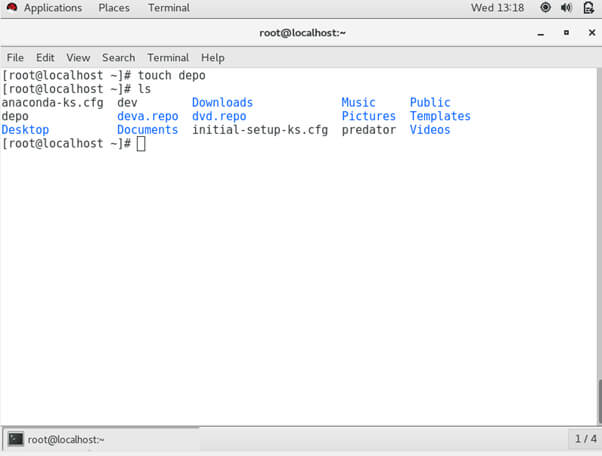 Applications Places Terminal Wed 13:18
root@localhost:~
File Edit View Search Terminal Help
[root@localhost ~]# touch depo
[root@localhost ~]# ls
anaconda-ks.cfg dev Downloads Music Public
depo deva.repo dvd.repo Pictures Templates
Desktop Documents initial-setup-ks.cfg predator Videos
[root@localhost ~]#
root@localhost:~ 1 / 4